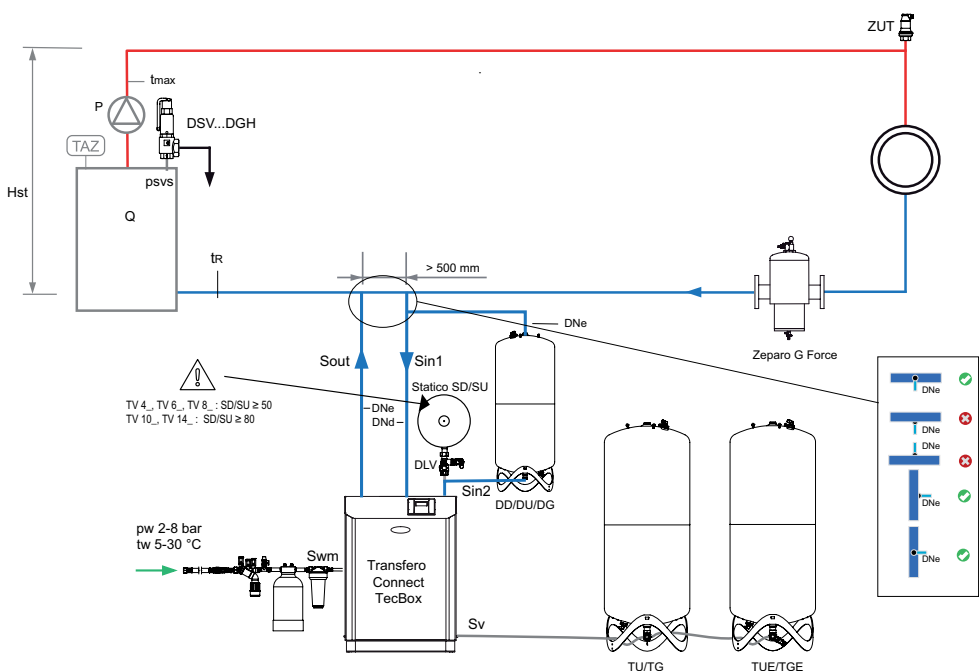 ZUT
tmax
P
DSV...DGH
TAZ
psvs
Hst
Q
tR
> 500 mm
DNe
Zeparo G Force
Sout
Sin1
Statico SD/SU
TV 4_, TV 6_, TV 8_ : SD/SU ≥ 50
TV 10_, TV 14_ : SD/SU ≥ 80
DNe
DNd
DLV
Sin2
DD/DU/DG
DNe
DNe
DNe
DNe
DNe
pw 2-8 bar
tw 5-30 °C
Swm
Transfero
Connect
TecBox
Sv
TU/TG
TUE/TGE